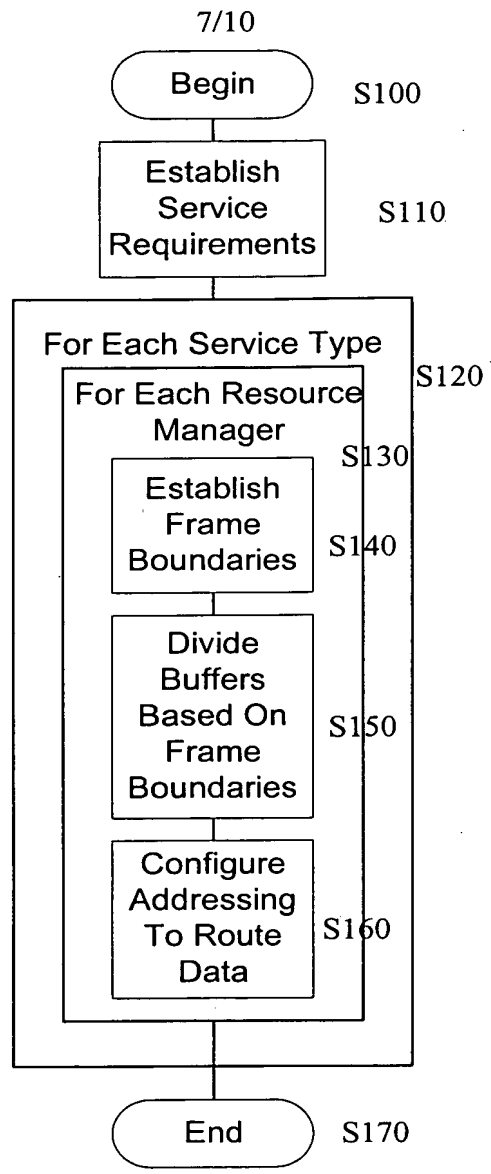 7/10
Begin
S100
Establish
Service
Requirements
S110
For Each Service Type
S120
For Each Resource
Manager
S130
Establish
Frame
Boundaries
S140
Divide
Buffers
Based On
Frame
Boundaries
S150
Configure
Addressing
To Route
Data
S160
End
S170